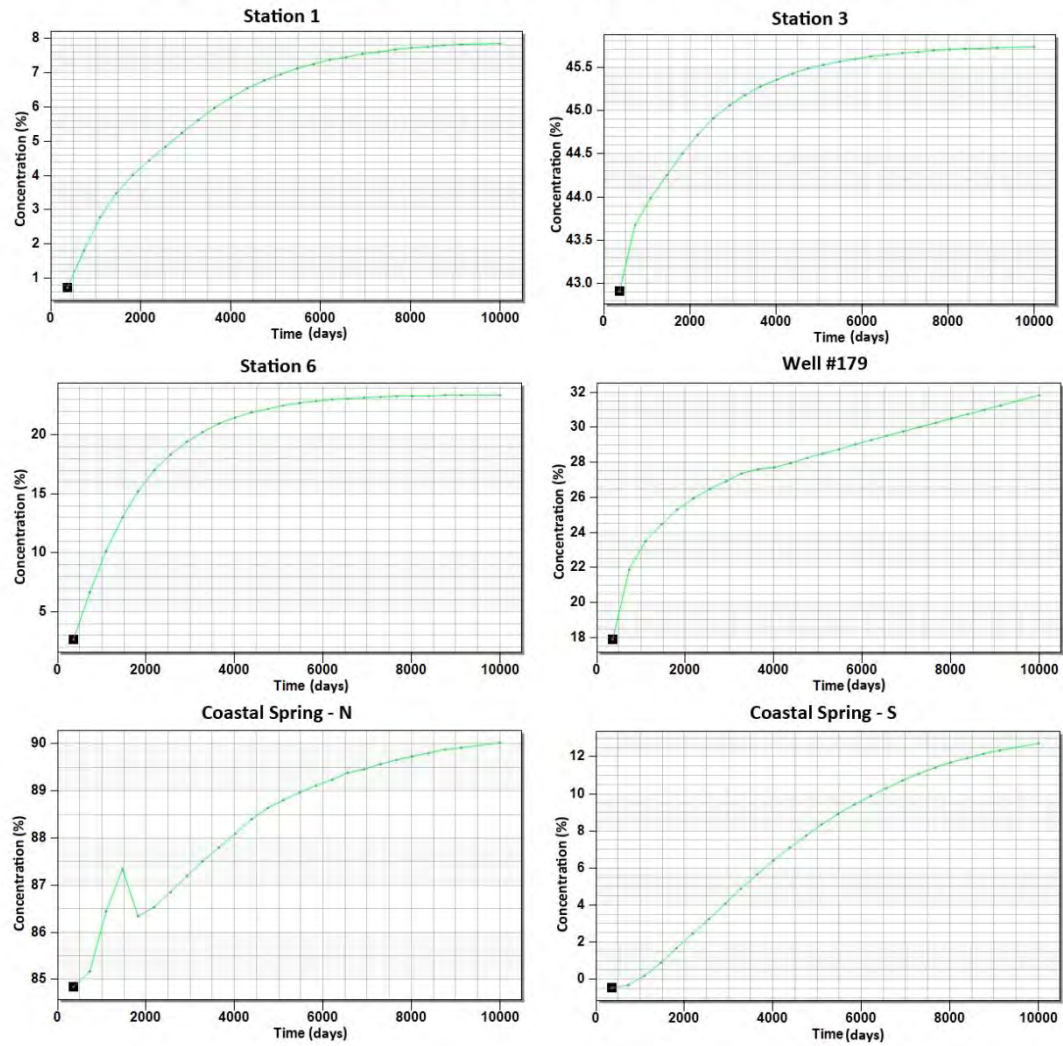 Station 1
Concentration (%)
8
7
6
5
4
3
2
1
0 2000 4000 6000 8000 10000
Time (days)
Station 3
Concentration (%)
45.5
45.0
44.5
44.0
43.5
43.0
0 2000 4000 6000 8000 10000
Time (days)
Station 6
Concentration (%)
20
15
10
5
0 2000 4000 6000 8000 10000
Time (days)
Well #179
Concentration (%)
32
30
28
26
24
22
20
18
0 2000 4000 6000 8000 10000
Time (days)
Coastal Spring - N
Concentration (%)
90
89
88
87
86
85
0 2000 4000 6000 8000 10000
Time (days)
Coastal Spring - S
Concentration (%)
12
10
8
6
4
2
0
0 2000 4000 6000 8000 10000
Time (days)